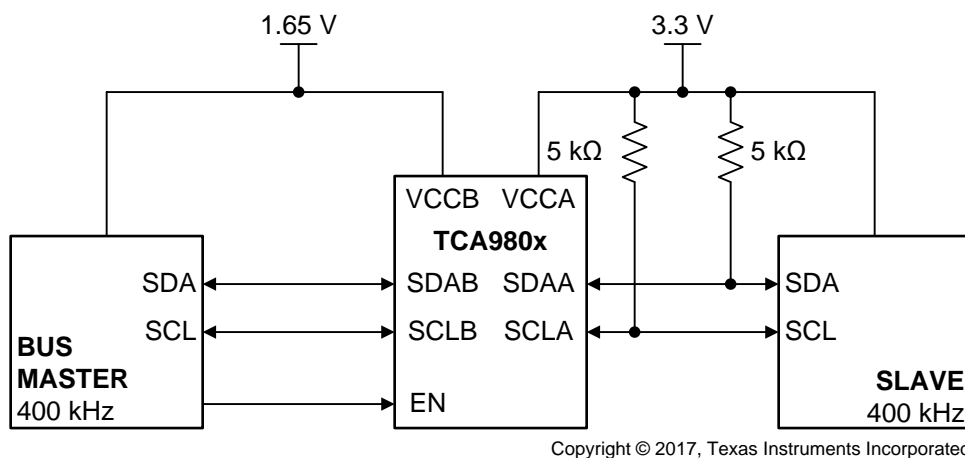 1.65 V 3.3 V
5 kΩ 5 kΩ
VCCB VCCA
TCA980x
SDA SDAB SDAA SDA
SCL SCLB SCLA SCL
BUS
MASTER
400 kHz
EN
SLAVE
400 kHz
Copyright © 2017, Texas Instruments Incorporated